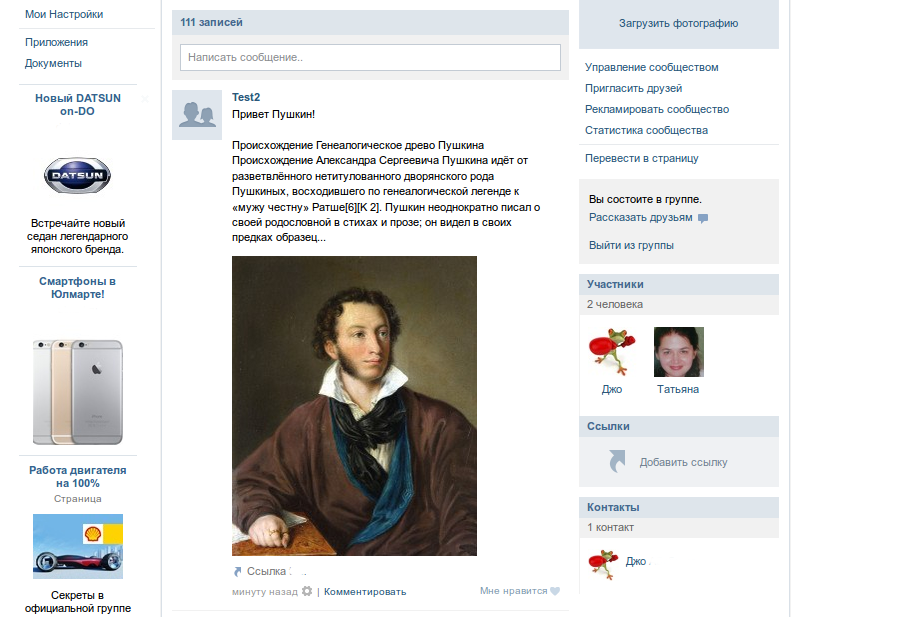 Мои Настройки
Приложения
Документы
Новый DATSUN
on-DO
DATSUN
Встречайте новый
седан легендарного
японского бренда.
Смартфоны в
Юлмарте!
Работа двигателя
на 100%
Страница
Секреты в
официальной группе
111 записей
Написать сообщение..
Test2
Привет Пушкин!
Происхождение Генеалогическое древо Пушкина
Происхождение Александра Сергеевича Пушкина идёт от
разветвлённого нетитулованного дворянского рода
Пушкиных, восходившего по генеалогической легенде к
«мужу честну» Ратше[6][K 2]. Пушкин неоднократно писал о
своей родословной в стихах и прозе; он видел в своих
предках образец...
Ссылка
минуту назад | Комментировать
Мне нравится
Загрузить фотографию
Управление сообществом
Пригласить друзей
Рекламировать сообщество
Статистика сообщества
Перевести в страницу
Вы состоите в группе.
Рассказать друзьям
Выйти из группы
Участники
2 человека
Джо Татьяна
Ссылки
Добавить ссылку
Контакты
1 контакт
Джо